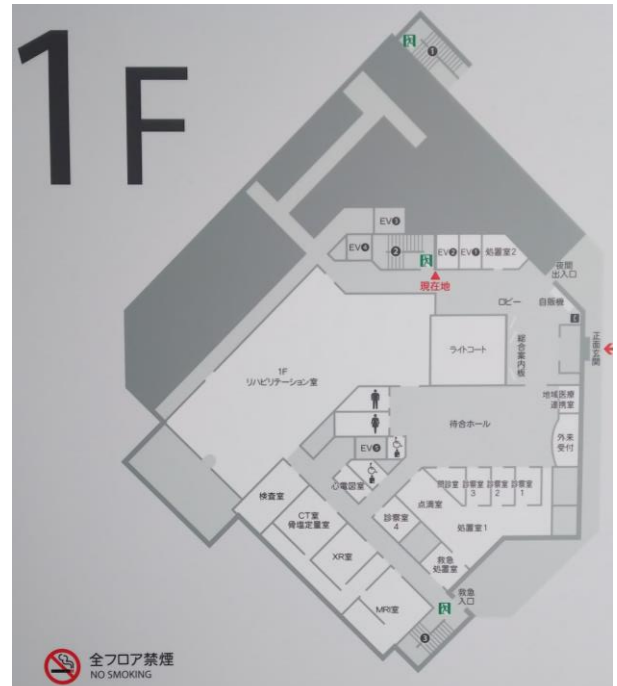 1F
❶
EV❸
EV❹
❷
EV❷
EV❶
処置室2
現在地
夜間
出入口
ロビー
自販機
正面玄関
総合案内板
ライトコート
1F
リハビリテーション室
地域医療
連携室
待合ホール
外来
受付
EV❺
心電図室
検査室
CT室
骨塩定量室
XR室
MRI室
問診室
診察室
3
診察室
2
診察室
1
点滴室
処置室1
診察室
4
救急
処置室
救急
入口
❸
全フロア禁煙
NO SMOKING